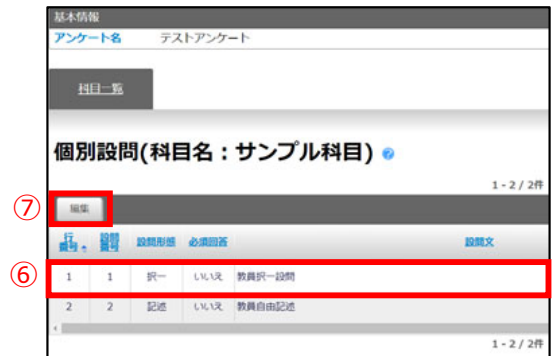 基本情報
アンケート名 テストアンケート
科目一覧
個別設問(科目名：サンプル科目)
1 - 2 / 2件
⑦ 編集
行番号 設問番号 設問形態 必須回答 設問文
⑥ 1 1 択一 いいえ 教員択一設問
2 2 記述 いいえ 教員自由記述
1 - 2 / 2件